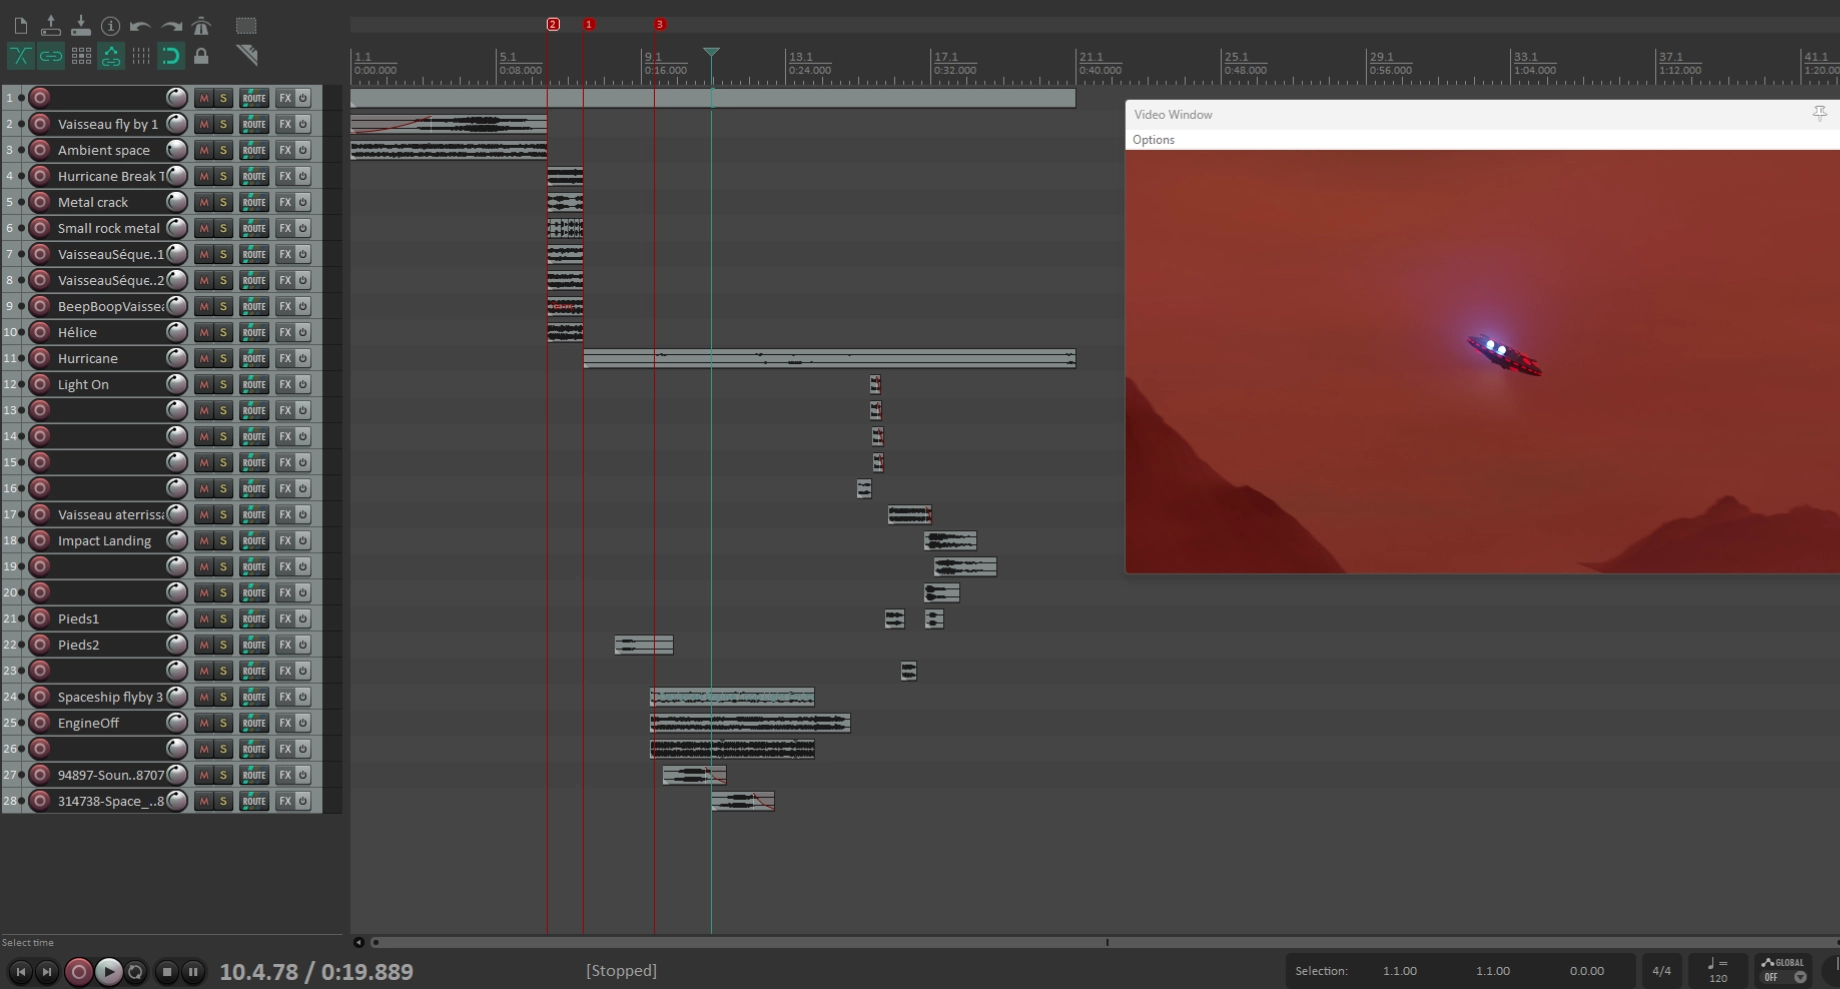 2 1 3
1.1 5.1 9.1 13.1 17.1 21.1 25.1 29.1 33.1 37.1 41.1
0:00.000 0:08.000 0:16.000 0:24.000 0:32.000 0:40.000 0:48.000 0:56.000 1:04.000 1:12.000 1:20.00
1 M S ROUTE FX
2 Vaisseau fly by 1 M S ROUTE FX
3 Ambient space M S ROUTE FX
4 Hurricane Break T M S ROUTE FX
5 Metal crack M S ROUTE FX
6 Small rock metal M S ROUTE FX
7 VaisseauSéque..1 M S ROUTE FX
8 VaisseauSéque..2 M S ROUTE FX
9 BeepBoopVaisse M S ROUTE FX
10 Hélice M S ROUTE FX
11 Hurricane M S ROUTE FX
12 Light On M S ROUTE FX
13 M S ROUTE FX
14 M S ROUTE FX
15 M S ROUTE FX
16 M S ROUTE FX
17 Vaisseau aterriss M S ROUTE FX
18 Impact Landing M S ROUTE FX
19 M S ROUTE FX
20 M S ROUTE FX
21 Pieds1 M S ROUTE FX
22 Pieds2 M S ROUTE FX
23 M S ROUTE FX
24 Spaceship flyby 3 M S ROUTE FX
25 EngineOff M S ROUTE FX
26 M S ROUTE FX
27 94897-Soun..8707 M S ROUTE FX
28 314738-Space_..8 M S ROUTE FX
Video Window
Options
Select time
10.4.78 / 0:19.889
[Stopped]
Selection: 1.1.00 1.1.00 0.0.00
4/4
♩ =
120
GLOBAL
OFF